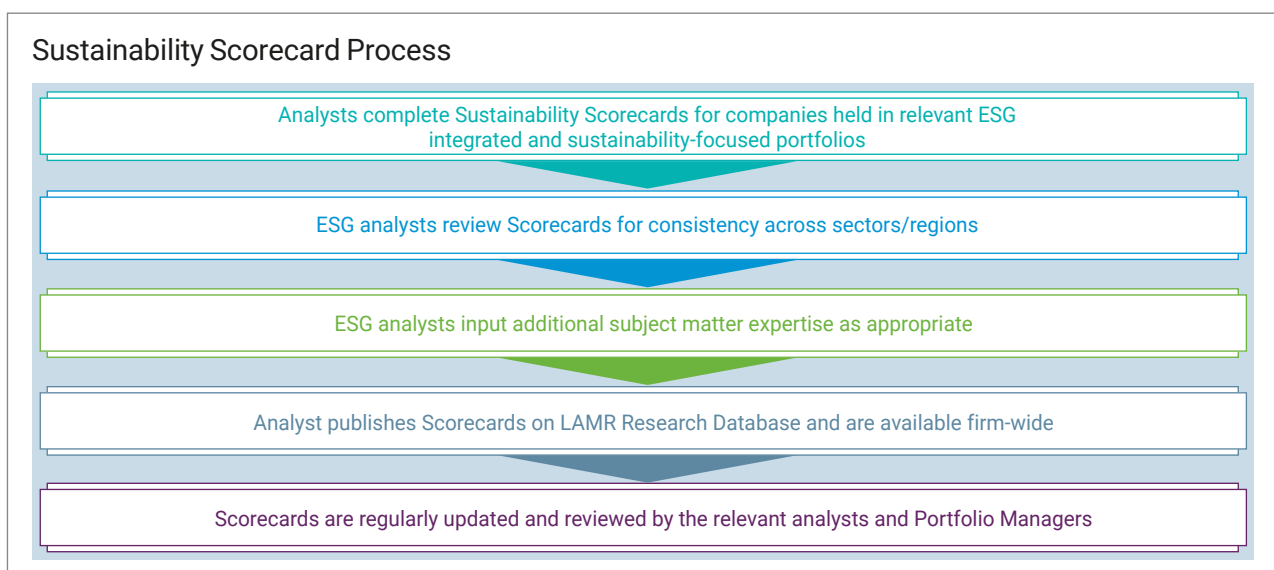 Sustainability Scorecard Process
Analysts complete Sustainability Scorecards for companies held in relevant ESG
integrated and sustainability-focused portfolios
ESG analysts review Scorecards for consistency across sectors/regions
ESG analysts input additional subject matter expertise as appropriate
Analyst publishes Scorecards on LAMR Research Database and are available firm-wide
Scorecards are regularly updated and reviewed by the relevant analysts and Portfolio Managers